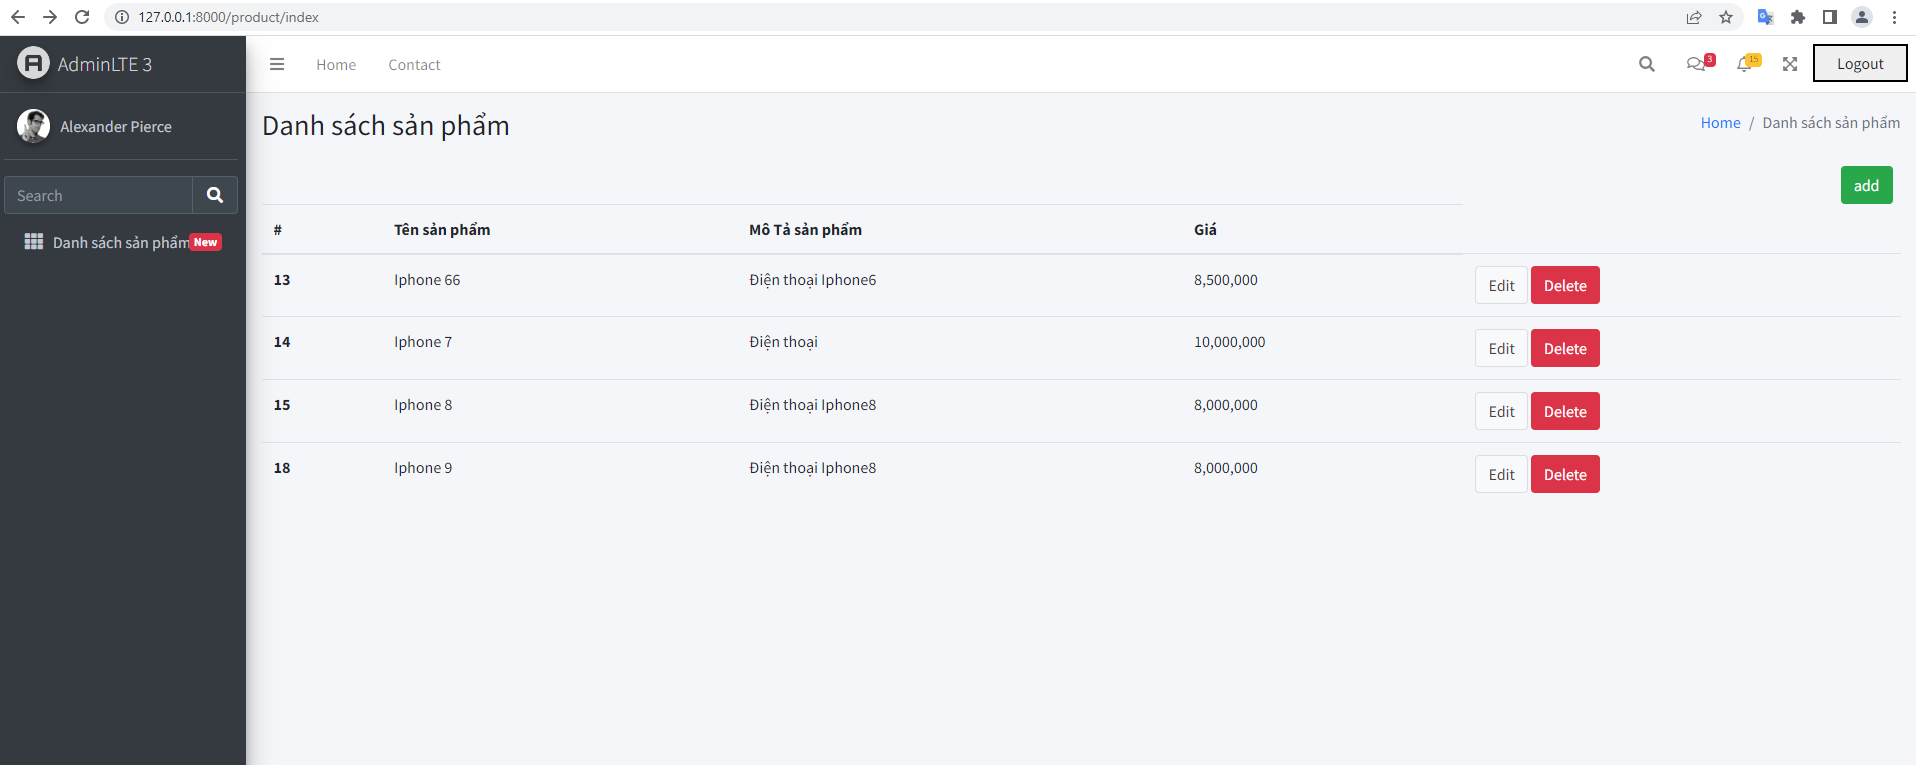 127.0.0.1:8000/product/index
AdminLTE 3
Home Contact
3
15
Logout
Alexander Pierce
Search
Danh sách sản phẩm New
Danh sách sản phẩm
Home / Danh sách sản phẩm
add
# Tên sản phẩm Mô Tả sản phẩm Giá
13 Iphone 66 Điện thoại Iphone6 8,500,000 Edit Delete
14 Iphone 7 Điện thoại 10,000,000 Edit Delete
15 Iphone 8 Điện thoại Iphone8 8,000,000 Edit Delete
18 Iphone 9 Điện thoại Iphone8 8,000,000 Edit Delete